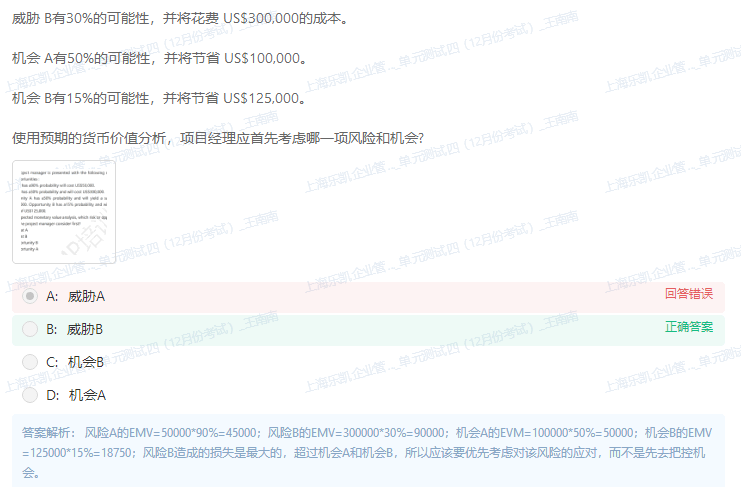 威胁 B有30%的可能性，并将花费 US$300,000的成本。
机会 A有50%的可能性，并将节省 US$100,000。
机会 B有15%的可能性，并将节省 US$125,000。
使用预期的货币价值分析，项目经理应首先考虑哪一项风险和机会?
A: 威胁A
回答错误
B: 威胁B
正确答案
C: 机会B
D: 机会A
答案解析： 风险A的EMV=50000*90%=45000；风险B的EMV=300000*30%=90000；机会A的EVM=100000*50%=50000；机会B的EMV
=125000*15%=18750；风险B造成的损失是最大的，超过机会A和机会B，所以应该要优先考虑对该风险的应对，而不是先去把控机
会。
上海乐凯企业管..._单元测试四（12月份考试）_王南南